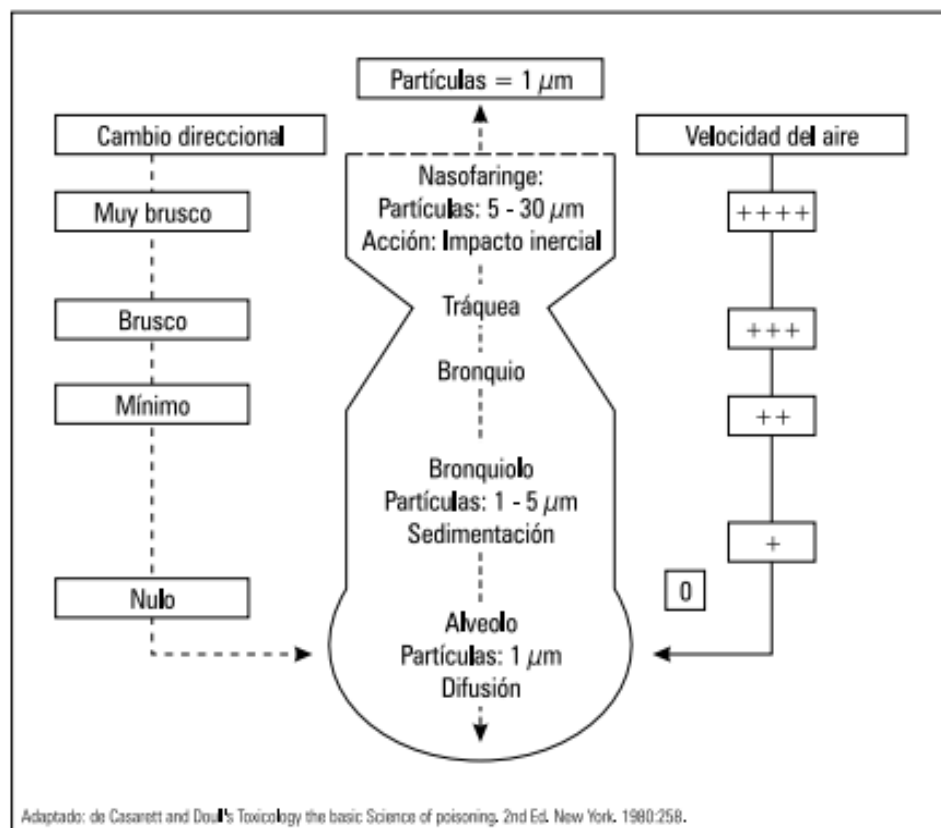 Partículas = 1 µm
Cambio direccional
Velocidad del aire
Nasofaringe:
Partículas: 5 - 30 µm
Acción: Impacto inercial
Muy brusco
++++
Tráquea
Brusco
+++
Bronquio
Mínimo
++
Bronquiolo
Partículas: 1 - 5 µm
Sedimentación
+
Nulo
0
Alveolo
Partículas: 1 µm
Difusión
Adaptado: de Casarett and Doull's Toxicology the basic Science of poisoning. 2nd Ed. New York. 1980:258.